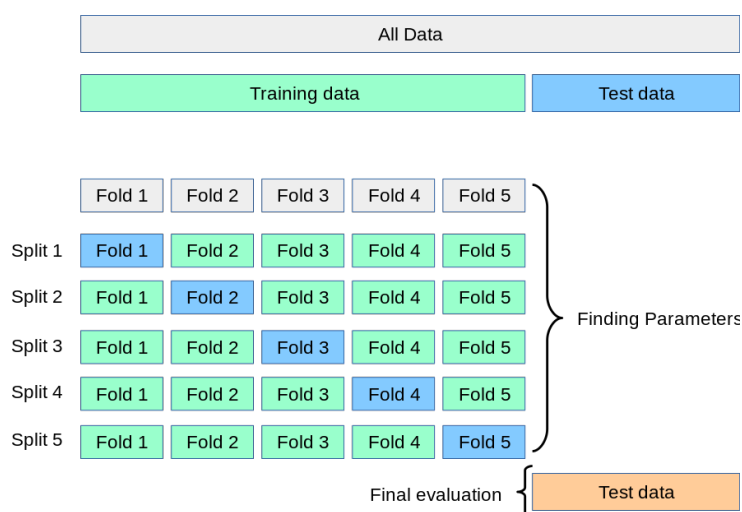 All Data
Training data Test data
Fold 1 Fold 2 Fold 3 Fold 4 Fold 5
Split 1 Fold 1 Fold 2 Fold 3 Fold 4 Fold 5
Split 2 Fold 1 Fold 2 Fold 3 Fold 4 Fold 5
Finding Parameters
Split 3 Fold 1 Fold 2 Fold 3 Fold 4 Fold 5
Split 4 Fold 1 Fold 2 Fold 3 Fold 4 Fold 5
Split 5 Fold 1 Fold 2 Fold 3 Fold 4 Fold 5
Final evaluation Test data